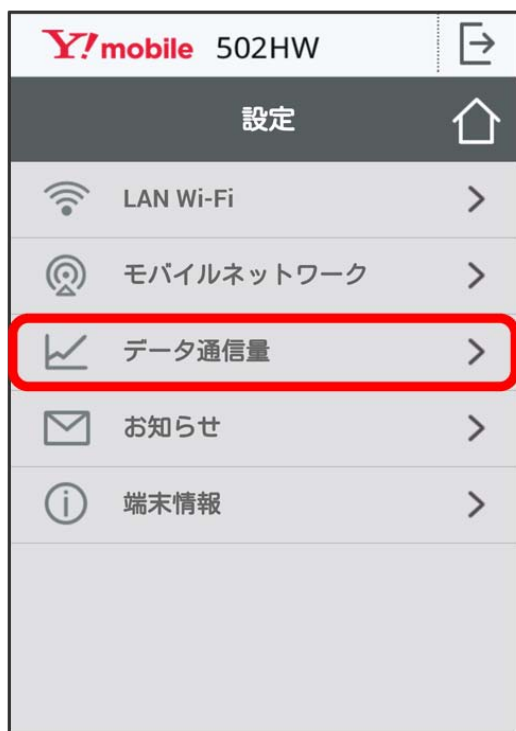 Y!mobile 502HW
設定
LAN Wi-Fi
モバイルネットワーク
データ通信量
お知らせ
端末情報